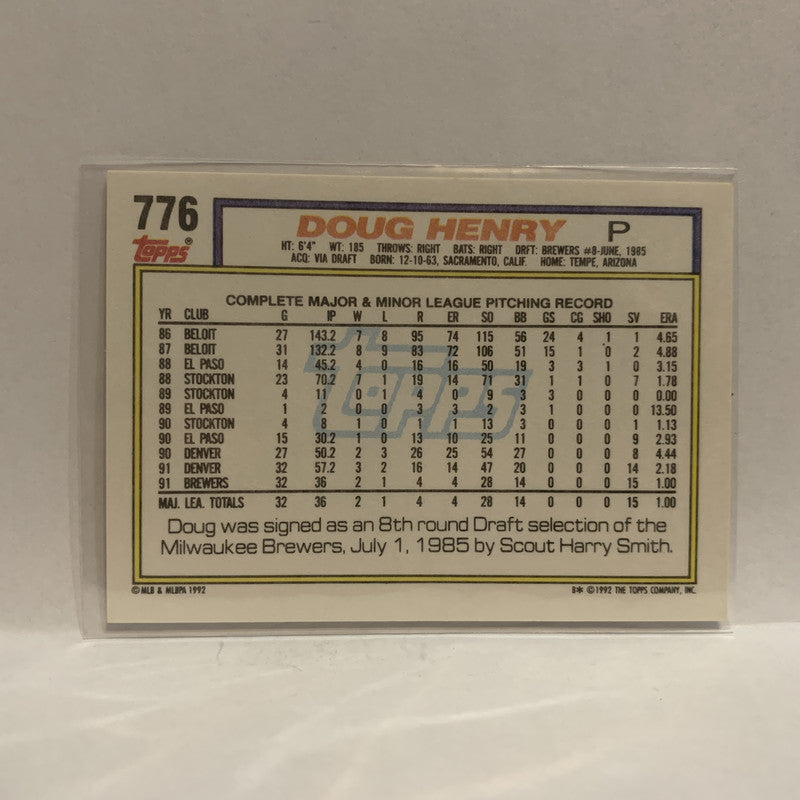 776
Topps®
DOUG HENRY P
HT: 6'4" WT: 185 THROWS: RIGHT BATS: RIGHT DRFT: BREWERS #8-JUNE, 1985
ACQ: VIA DRAFT BORN: 12-10-63, SACRAMENTO, CALIF. HOME: TEMPE, ARIZONA
COMPLETE MAJOR & MINOR LEAGUE PITCHING RECORD
YR CLUB G IP W L R ER SO BB GS CG SHO SV ERA
86 BELOIT 27 143.2 7 8 95 74 115 56 24 4 1 1 4.65
87 BELOIT 31 132.2 8 9 83 72 106 51 15 1 0 2 4.88
88 EL PASO 14 45.2 4 0 16 16 50 19 3 3 1 0 3.15
88 STOCKTON 23 70.2 7 1 19 14 71 31 1 1 0 7 1.78
89 STOCKTON 4 11 0 1 4 0 9 3 3 0 0 0 0.00
89 EL PASO 1 2 0 0 3 3 2 3 1 0 0 0 13.50
90 STOCKTON 4 8 1 0 1 1 13 3 0 0 0 1 1.13
90 EL PASO 15 30.2 1 0 13 10 25 11 0 0 0 9 2.93
90 DENVER 27 50.2 2 3 26 25 54 27 0 0 0 8 4.44
91 DENVER 32 57.2 3 2 16 14 47 20 0 0 0 14 2.18
91 BREWERS 32 36 2 1 4 4 28 14 0 0 0 15 1.00
MAJ. LEA. TOTALS 32 36 2 1 4 4 28 14 0 0 0 15 1.00
Doug was signed as an 8th round Draft selection of the
Milwaukee Brewers, July 1, 1985 by Scout Harry Smith.
© MLB & MLBPA 1992 B* © 1992 THE TOPPS COMPANY, INC.